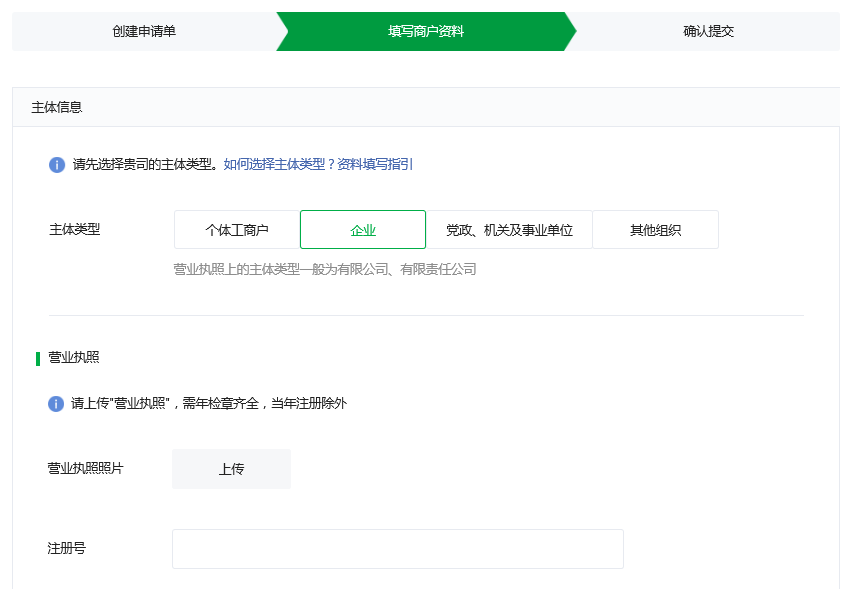 创建申请单 填写商户资料 确认提交
主体信息
请先选择贵司的主体类型。如何选择主体类型？资料填写指引
主体类型 个体工商户 企业 党政、机关及事业单位 其他组织
营业执照上的主体类型一般为有限公司、有限责任公司
营业执照
请上传"营业执照"，需年检章齐全，当年注册除外
营业执照照片 上传
注册号